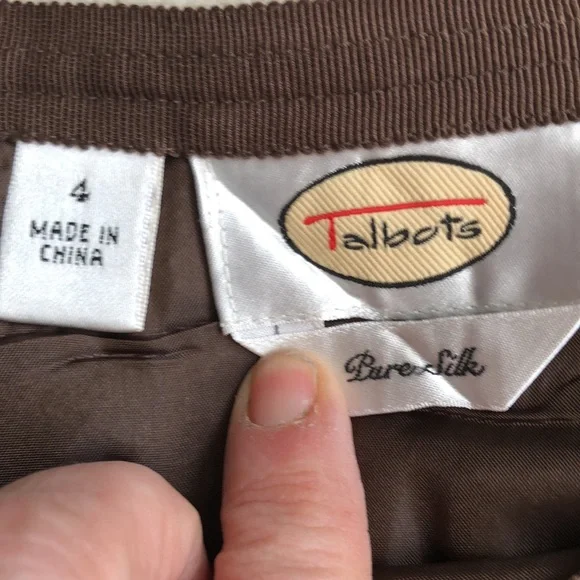 4
MADE IN
CHINA
Talbots
Pure Silk